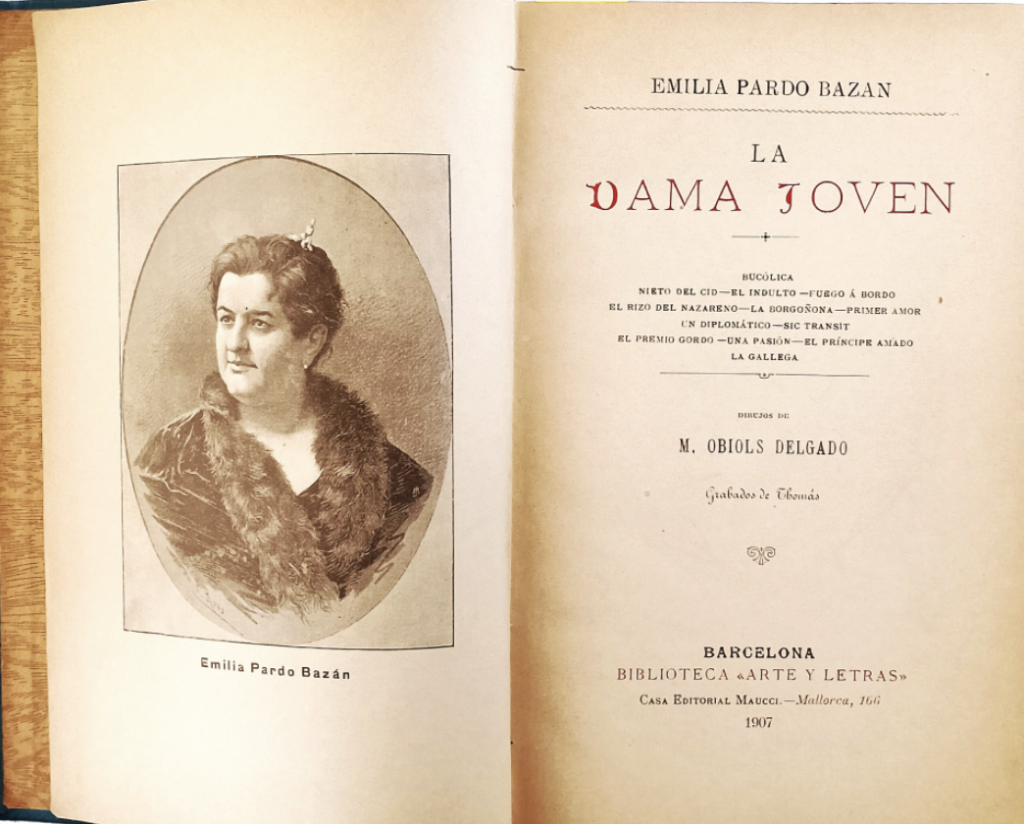 Emilia Pardo Bazán
EMILIA PARDO BAZAN
LA
DAMA JOVEN
BUCÓLICA
NIETO DEL CID—EL INDULTO—FUEGO Á BORDO
EL RIZO DEL NAZARENO—LA BORGOÑONA—PRIMER AMOR
UN DIPLOMÁTICO—SIC TRANSIT
EL PREMIO GORDO—UNA PASIÓN—EL PRÍNCIPE AMADO
LA GALLEGA
DIBUJOS DE
M. OBIOLS DELGADO
Grabados de Thomás
BARCELONA
BIBLIOTECA «ARTE Y LETRAS»
CASA EDITORIAL MAUCCI.—Mallorca, 166
1907